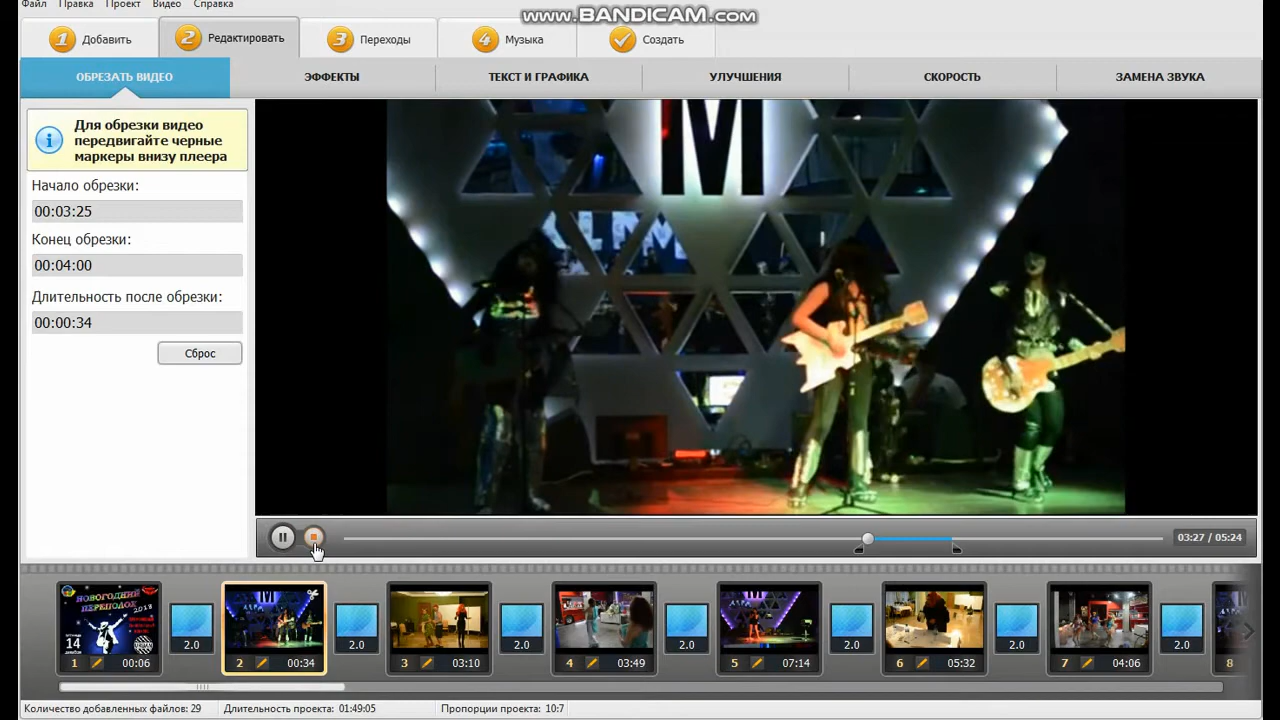 www.BANDICAM.com
Файл Правка Проект Видео Справка
1 Добавить 2 Редактировать 3 Переходы 4 Музыка Создать
ОБРЕЗАТЬ ВИДЕО ЭФФЕКТЫ ТЕКСТ И ГРАФИКА УЛУЧШЕНИЯ СКОРОСТЬ ЗАМЕНА ЗВУКА
Для обрезки видео
передвигайте черные
маркеры внизу плеера
Начало обрезки:
00:03:25
Конец обрезки:
00:04:00
Длительность после обрезки:
00:00:34
Сброс
M
03:27 / 05:24
НОВОГОДНИЙ
ПЕРЕПОЛОХ
2018
14
1 00:06 2.0 2 00:34 2.0 3 03:10 2.0 4 03:49 2.0 5 07:14 2.0 6 05:32 2.0 7 04:06 2.0 8
Количество добавленных файлов: 29 Длительность проекта: 01:49:05 Пропорции проекта: 10:7